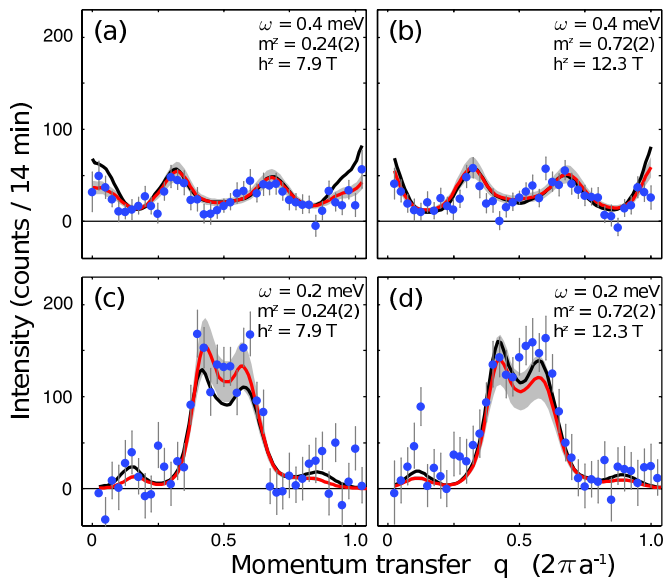 (a)
ω = 0.4 meV
mᶻ = 0.24(2)
hᶻ = 7.9 T
(b)
ω = 0.4 meV
mᶻ = 0.72(2)
hᶻ = 12.3 T
200
100
0
(c)
ω = 0.2 meV
mᶻ = 0.24(2)
hᶻ = 7.9 T
(d)
ω = 0.2 meV
mᶻ = 0.72(2)
hᶻ = 12.3 T
200
100
0
Intensity (counts / 14 min)
0 0.5 1.0 0 0.5 1.0
Momentum transfer q (2πa⁻¹)